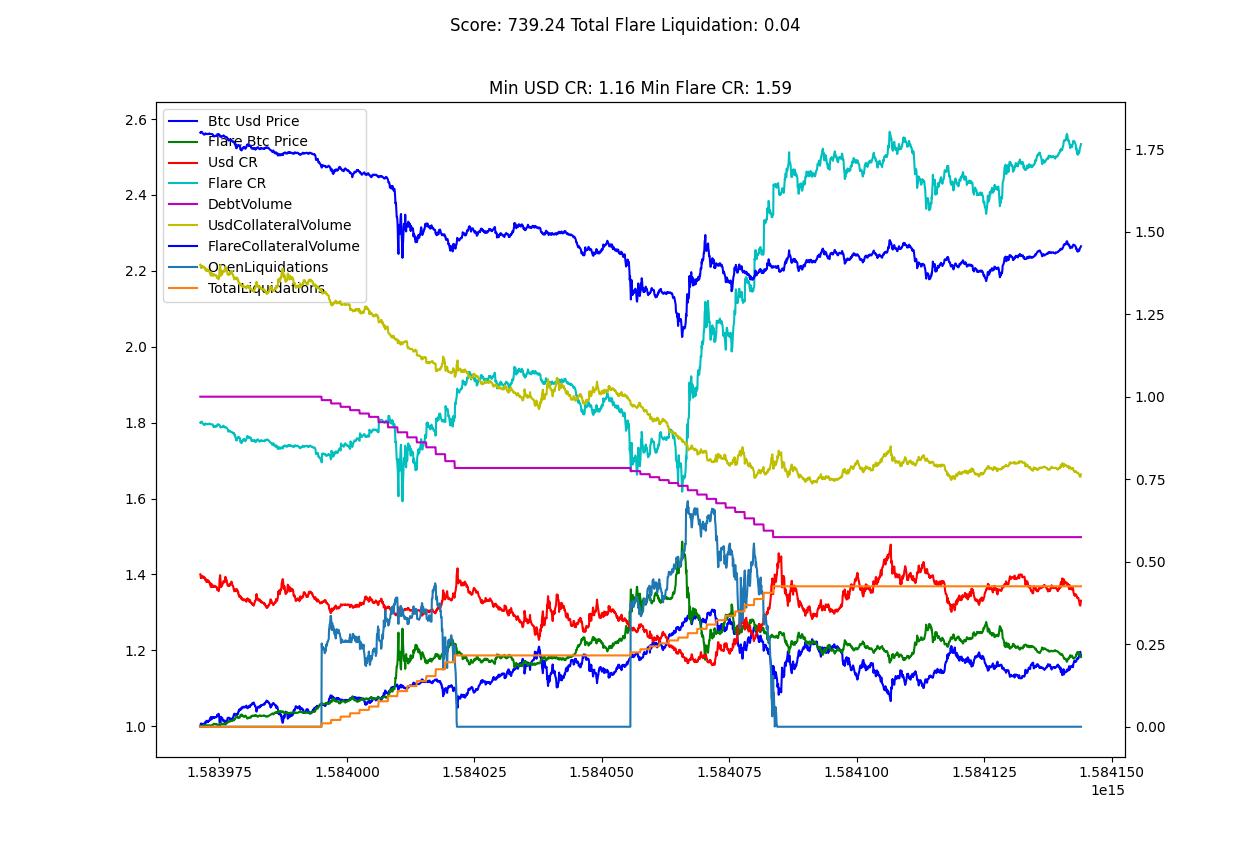 Score: 739.24 Total Flare Liquidation: 0.04
Min USD CR: 1.16 Min Flare CR: 1.59
Btc Usd Price
Flare Btc Price
Usd CR
Flare CR
DebtVolume
UsdCollateralVolume
FlareCollateralVolume
OpenLiquidations
TotalLiquidations
2.6
2.4
2.2
2.0
1.8
1.6
1.4
1.2
1.0
1.75
1.50
1.25
1.00
0.75
0.50
0.25
0.00
1.583975 1.584000 1.584025 1.584050 1.584075 1.584100 1.584125 1.584150
1e15